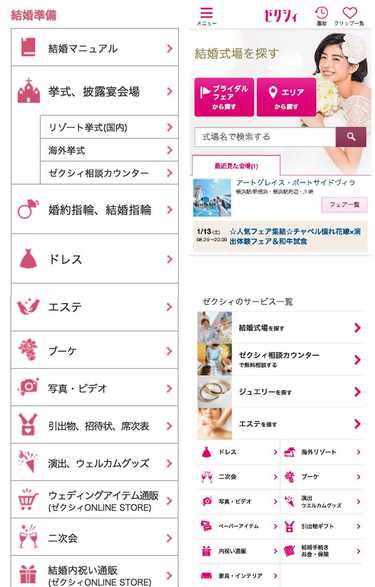 結婚準備
結婚マニュアル
挙式、披露宴会場
リゾート挙式(国内)
海外挙式
ゼクシィ相談カウンター
婚約指輪、結婚指輪
ドレス
エステ
ブーケ
写真・ビデオ
引出物、招待状、席次表
演出、ウェルカムグッズ
ウェディングアイテム通販
(ゼクシィONLINE STORE)
二次会
結婚内祝い通販
(ゼクシィONLINE STORE)
メニュー
ゼクシィ
履歴
クリップ一覧
結婚式場を探す
ブライダル
フェア
から探す
エリア
から探す
式場名で検索する
最近見た会場(1)
アートグレイス・ポートサイドヴィラ
フェア一覧
1/13 (土)
☆人気フェア集結☆チャペル憧れ花嫁×演
出体験フェア&和牛試食
ゼクシィのサービス一覧
結婚式場を探す
ゼクシィ相談カウンター
で無料相談する
ジュエリーを探す
エステを探す
ドレス
海外リゾート
二次会
ブーケ
写真・ビデオ
演出
ウエルカムグッズ
ペーパーアイテム
引出物ギフト
内祝い通販
結婚手続き
お金・保険
家具・インテリア